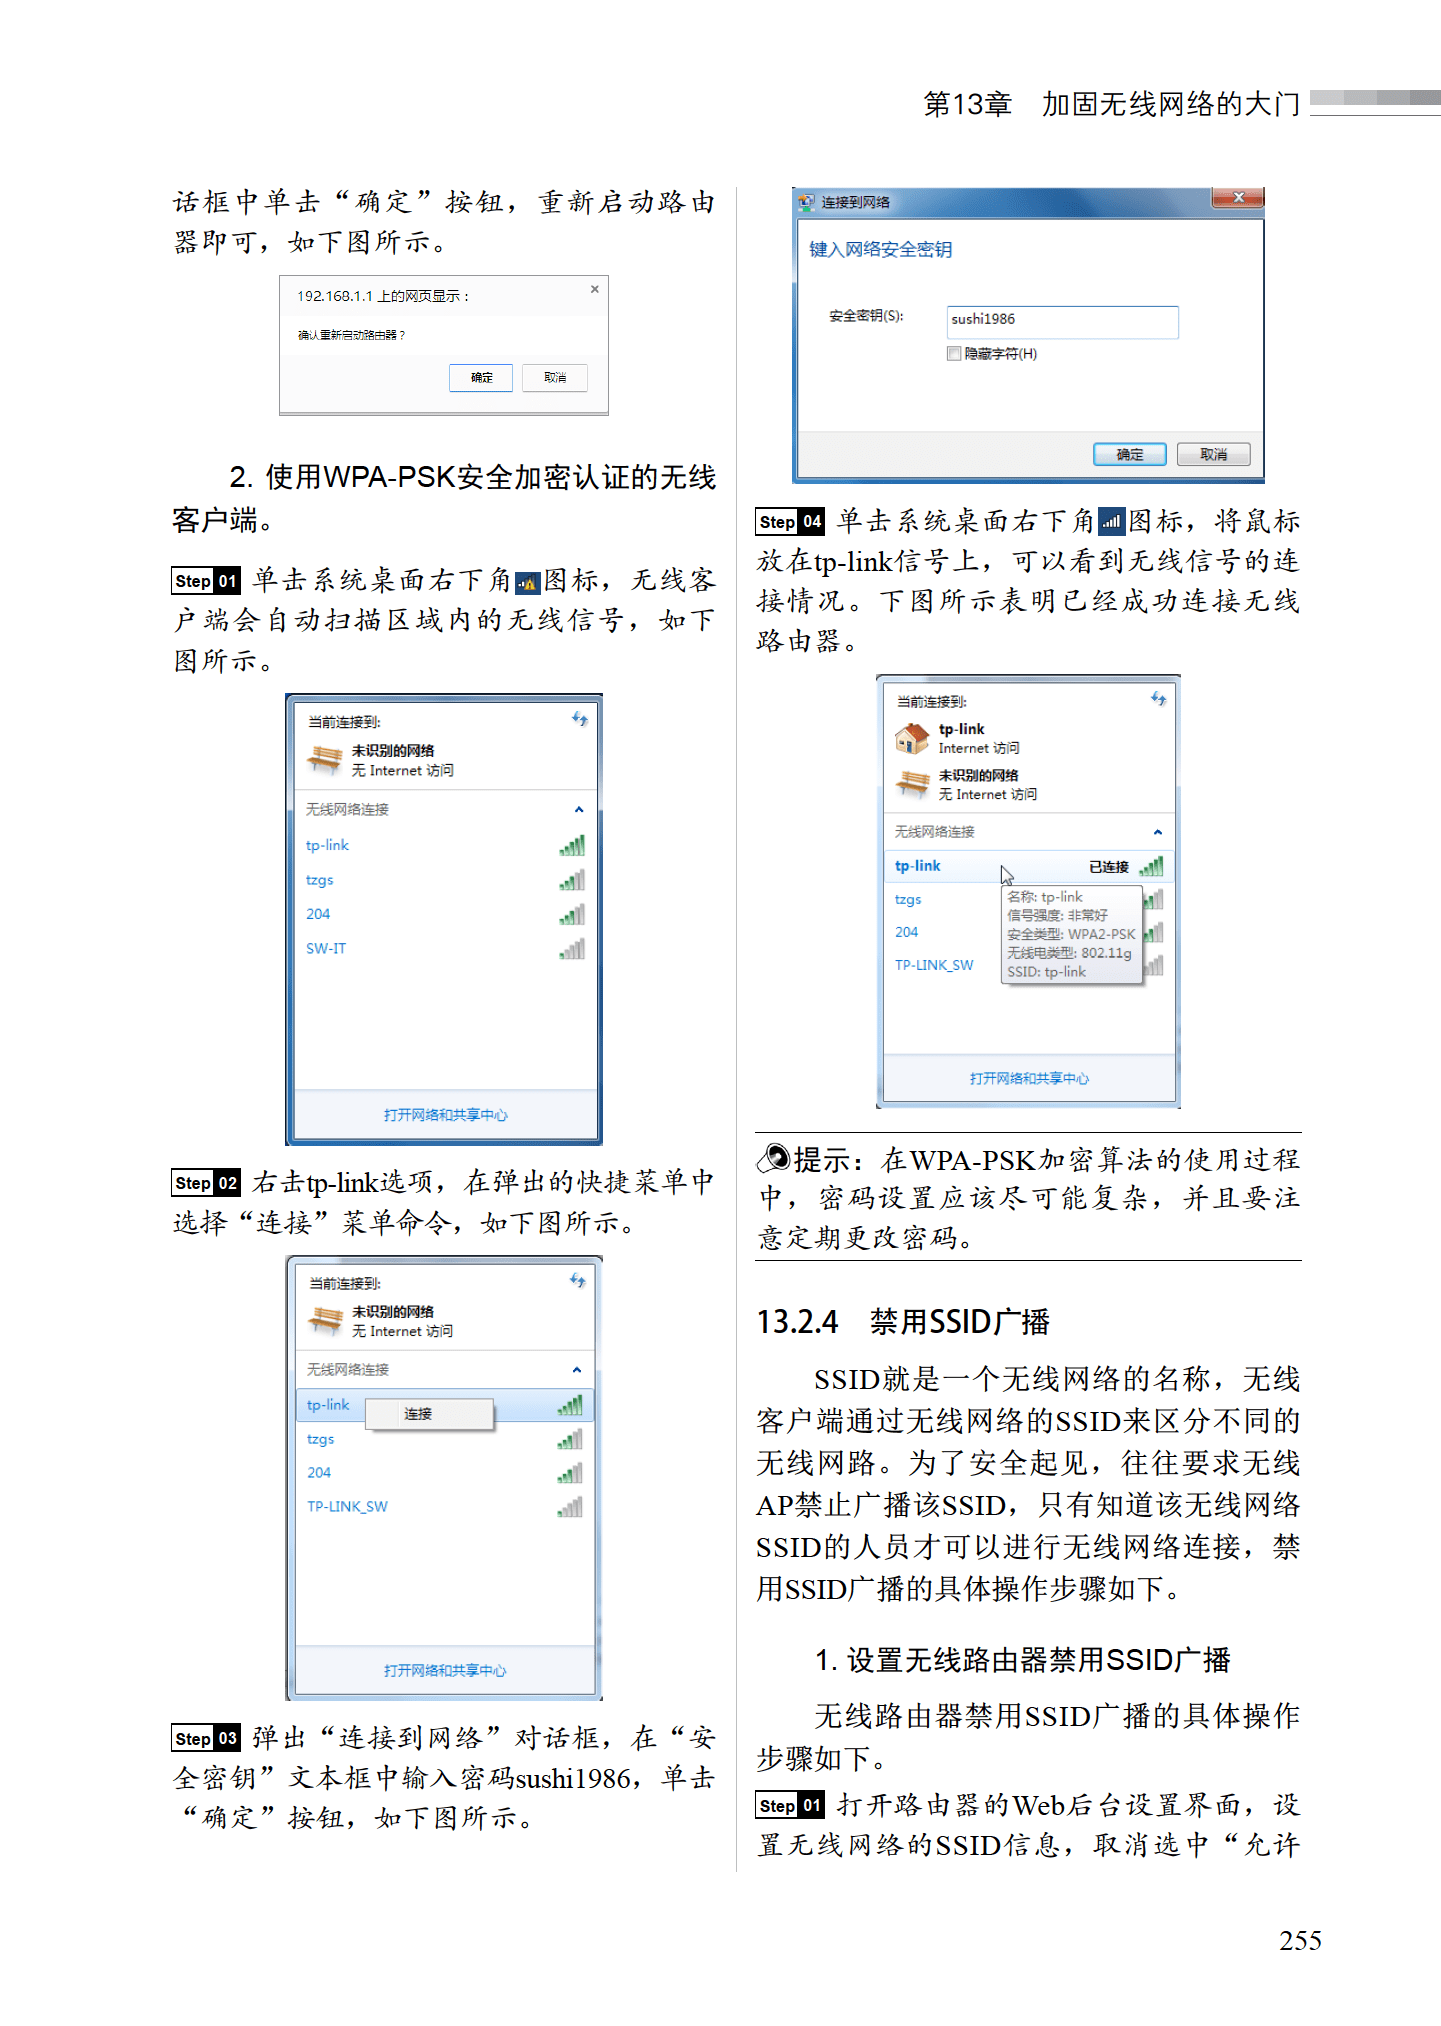 第13章　加固无线网络的大门
话框中单击“确定”按钮，重新启动路由
器即可，如下图所示。
192.168.1.1 上的网页显示：
×
确认重新启动路由器？
确定 取消
2. 使用WPA-PSK安全加密认证的无线
客户端。
Step 01 单击系统桌面右下角图标，无线客
户端会自动扫描区域内的无线信号，如下
图所示。
当前连接到:
未识别的网络
无 Internet 访问
无线网络连接
tp-link
tzgs
204
SW-IT
打开网络和共享中心
Step 02 右击tp-link选项，在弹出的快捷菜单中
选择“连接”菜单命令，如下图所示。
当前连接到:
未识别的网络
无 Internet 访问
无线网络连接
tp-link 连接
tzgs
204
TP-LINK_SW
打开网络和共享中心
Step 03 弹出“连接到网络”对话框，在“安
全密钥”文本框中输入密码sushi1986，单击
“确定”按钮，如下图所示。
连接到网络
键入网络安全密钥
安全密钥(S): sushi1986
隐藏字符(H)
确定 取消
Step 04 单击系统桌面右下角图标，将鼠标
放在tp-link信号上，可以看到无线信号的连
接情况。下图所示表明已经成功连接无线
路由器。
当前连接到:
tp-link
Internet 访问
未识别的网络
无 Internet 访问
无线网络连接
tp-link 已连接
tzgs
204
TP-LINK_SW
名称: tp-link
信号强度: 非常好
安全类型: WPA2-PSK
无线电类型: 802.11g
SSID: tp-link
打开网络和共享中心
提示：在WPA-PSK加密算法的使用过程
中，密码设置应该尽可能复杂，并且要注
意定期更改密码。
13.2.4　禁用SSID广播
SSID就是一个无线网络的名称，无线
客户端通过无线网络的SSID来区分不同的
无线网路。为了安全起见，往往要求无线
AP禁止广播该SSID，只有知道该无线网络
SSID的人员才可以进行无线网络连接，禁
用SSID广播的具体操作步骤如下。
1. 设置无线路由器禁用SSID广播
无线路由器禁用SSID广播的具体操作
步骤如下。
Step 01 打开路由器的Web后台设置界面，设
置无线网络的SSID信息，取消选中“允许
255